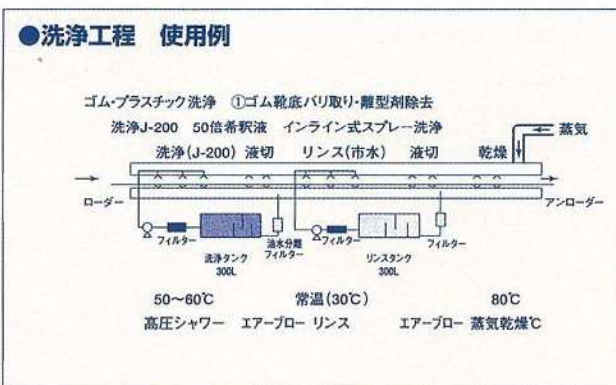 ●洗浄工程 使用例
ゴム・プラスチック洗浄 ①ゴム靴底バリ取り・離型剤除去
洗浄J-200 50倍希釈液 インライン式スプレー洗浄
蒸気
洗浄(J-200) 液切 リンス(市水) 液切 乾燥
ローダー アンローダー
フィルター 洗浄タンク 300L 油水分離フィルター フィルター リンスタンク 300L フィルター
50〜60℃ 常温(30℃) 80℃
高圧シャワー エアーブロー リンス エアーブロー 蒸気乾燥℃